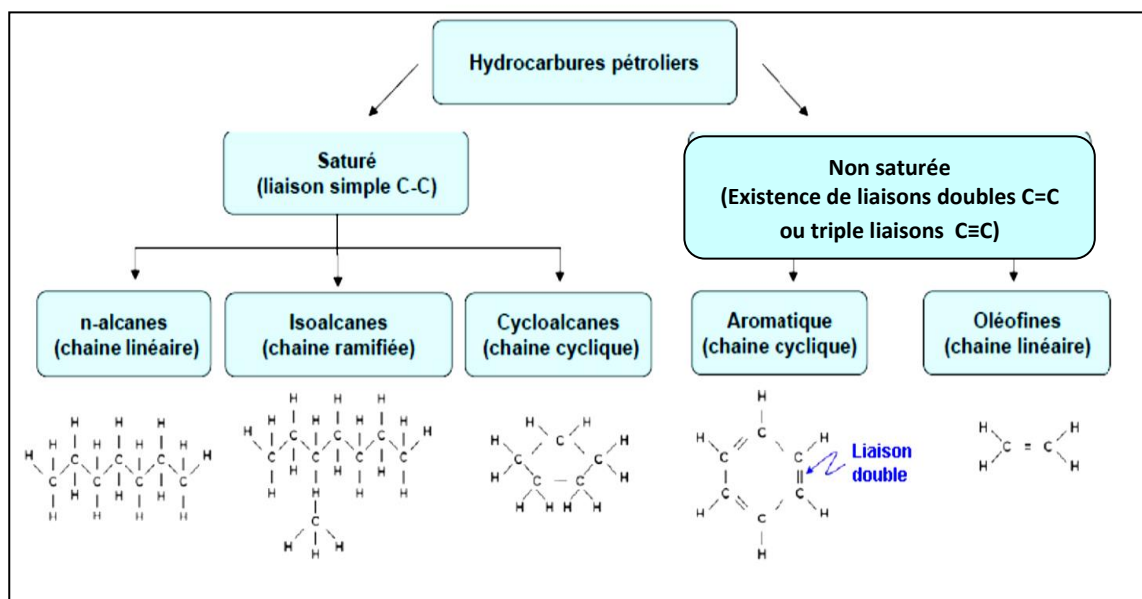 Hydrocarbures pétroliers
Saturé
(liaison simple C-C)
Non saturée
(Existence de liaisons doubles C=C
ou triple liaisons C≡C)
n-alcanes
(chaine linéaire)
Isoalcanes
(chaine ramifiée)
Cycloalcanes
(chaine cyclique)
Aromatique
(chaine cyclique)
Oléofines
(chaine linéaire)
Liaison
double